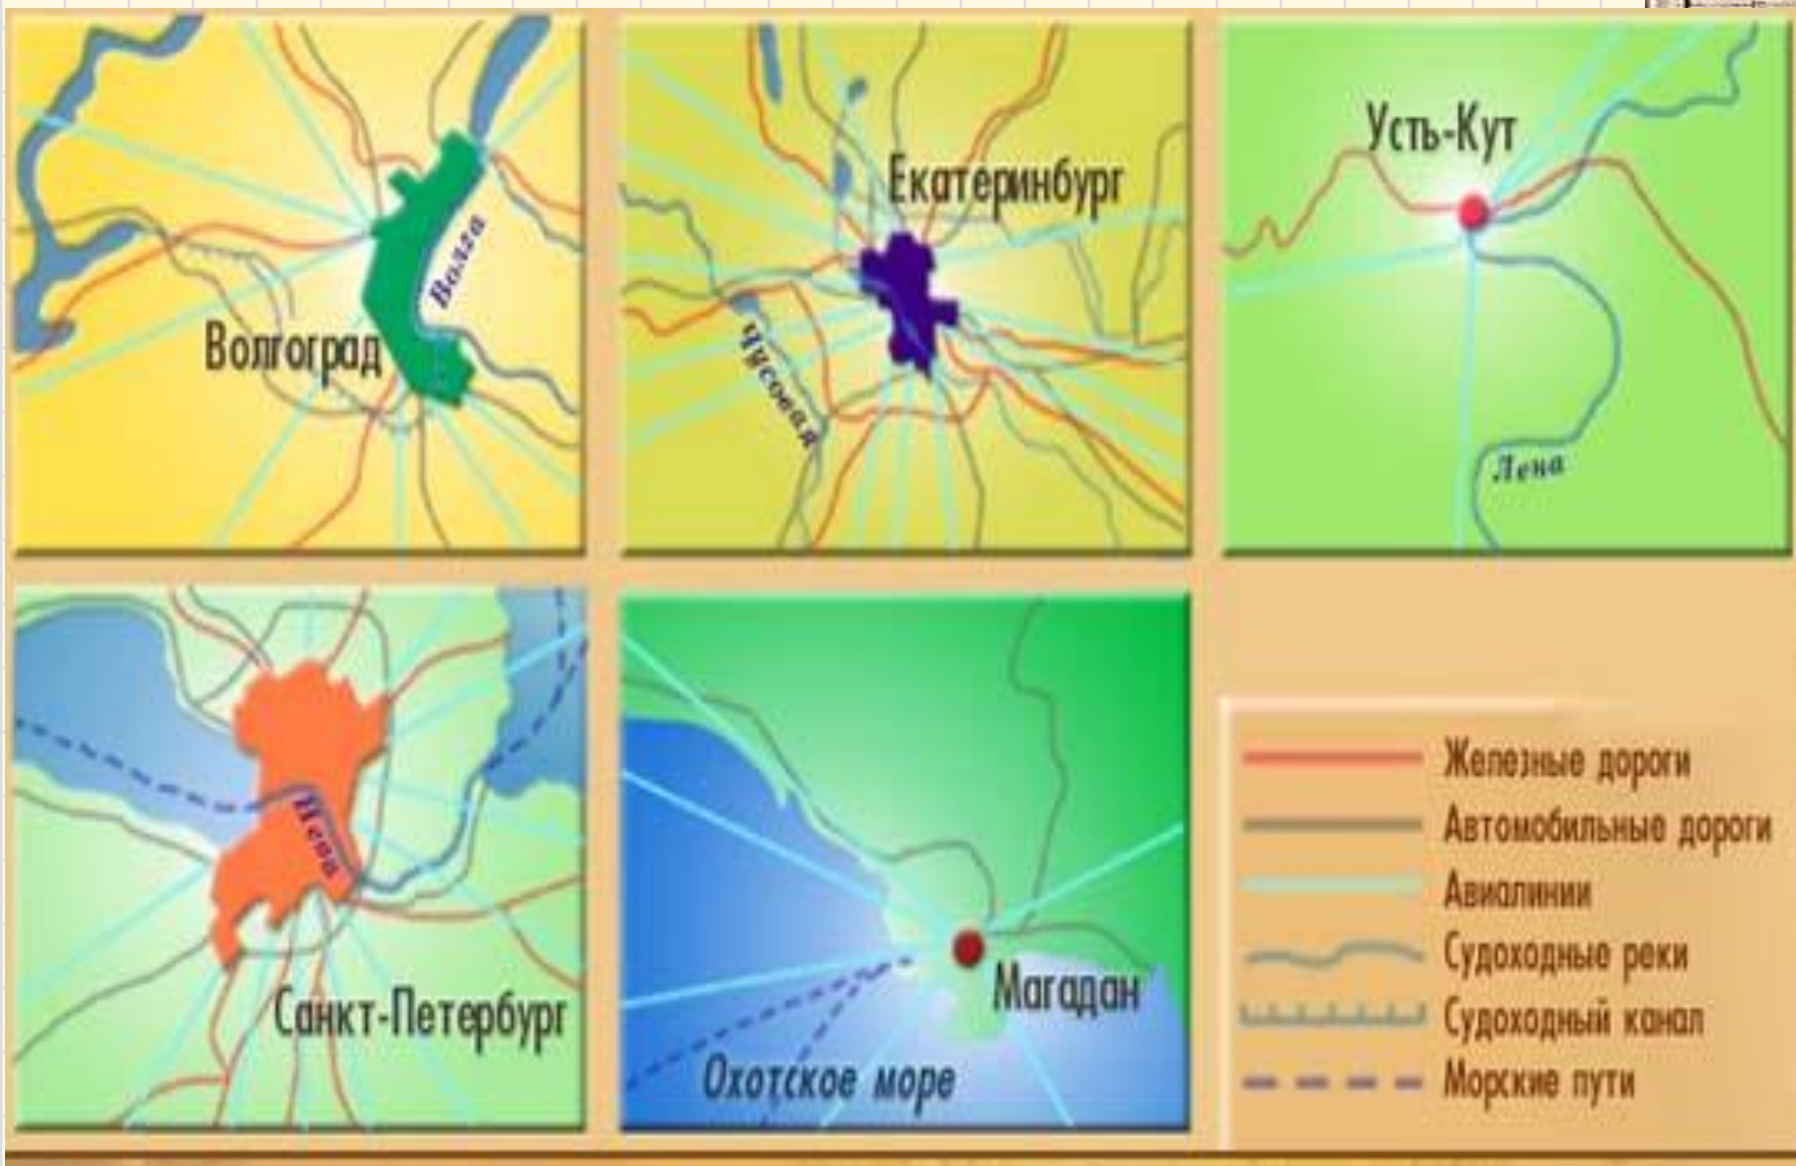 Волгоград
Волга
Екатеринбург
Чусовая
Усть-Кут
Лена
Санкт-Петербург
Нева
Магадан
Охотское море
Железные дороги
Автомобильные дороги
Авиалинии
Судоходные реки
Судоходный канал
Морские пути